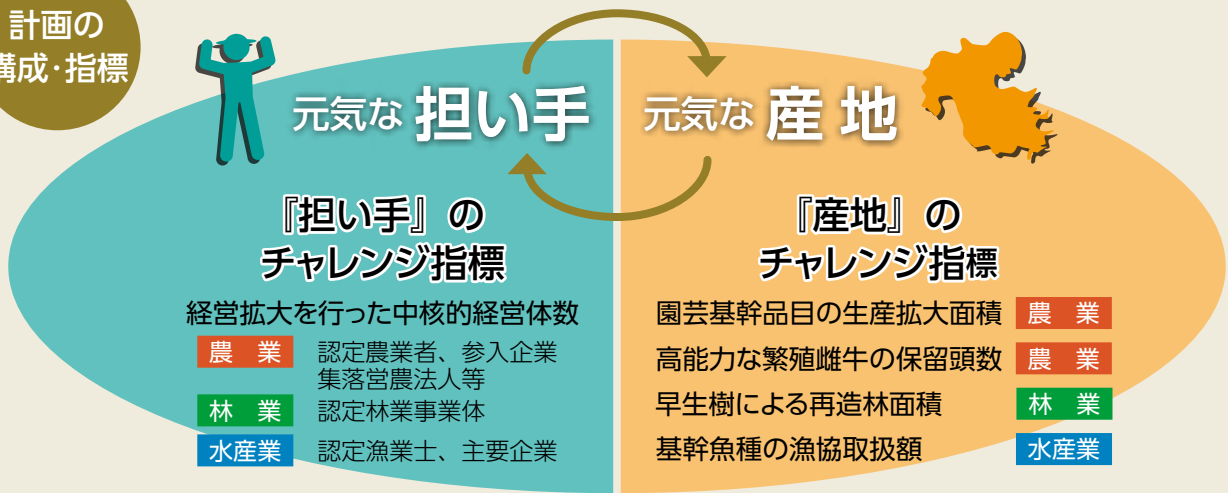 計画の
構成・指標
元気な 担い手
『担い手』の
チャレンジ指標
経営拡大を行った中核的経営体数
農　業　認定農業者、参入企業
集落営農法人等
林　業　認定林業事業体
水産業　認定漁業士、主要企業
元気な 産 地
『産地』の
チャレンジ指標
園芸基幹品目の生産拡大面積　農　業
高能力な繁殖雌牛の保留頭数　農　業
早生樹による再造林面積　林　業
基幹魚種の漁協取扱額　水産業